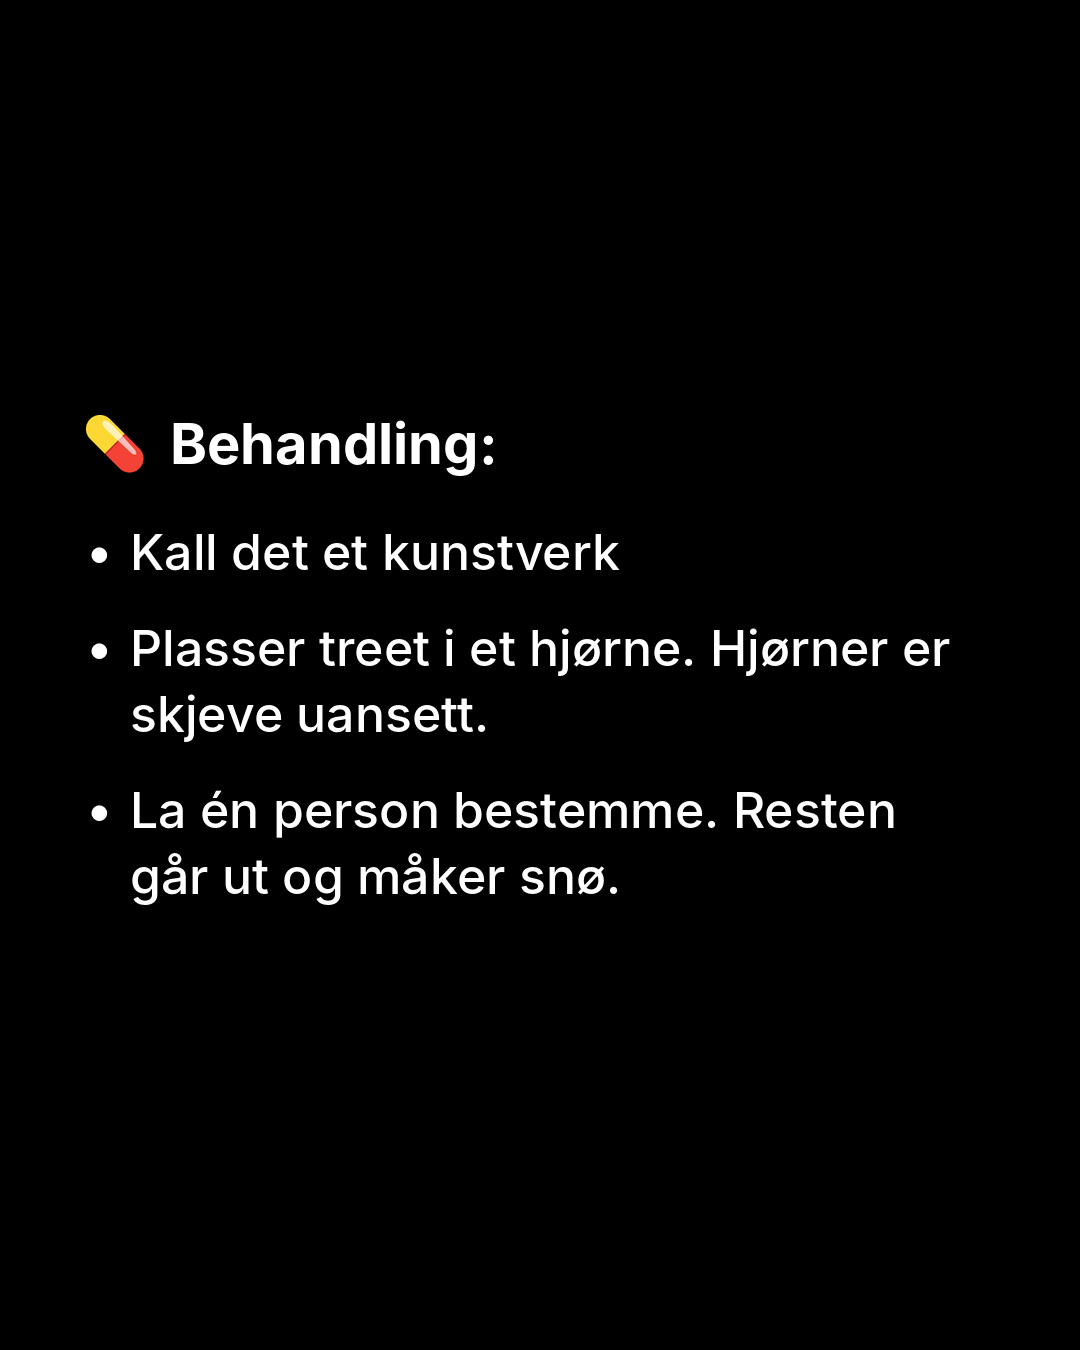 💊 Behandling:
• Kall det et kunstverk
• Plasser treet i et hjørne. Hjørner er
skjeve uansett.
• La én person bestemme. Resten
går ut og måker snø.